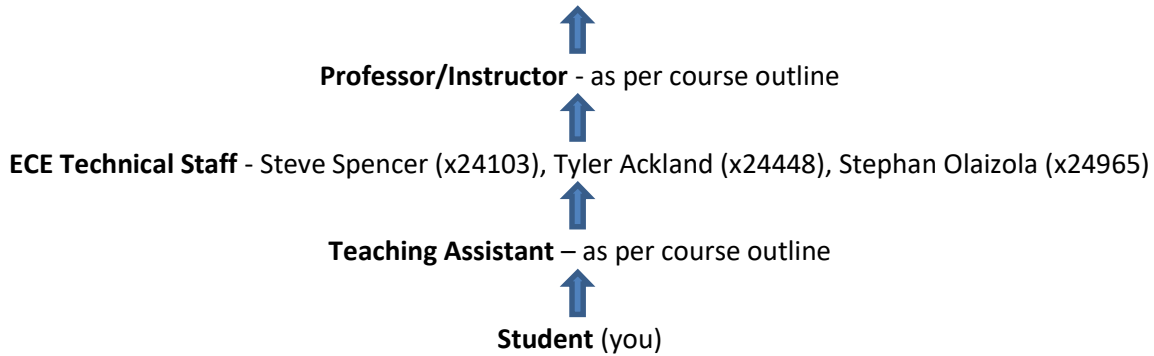 Professor/Instructor - as per course outline
ECE Technical Staff - Steve Spencer (x24103), Tyler Ackland (x24448), Stephan Olaizola (x24965)
Teaching Assistant – as per course outline
Student (you)